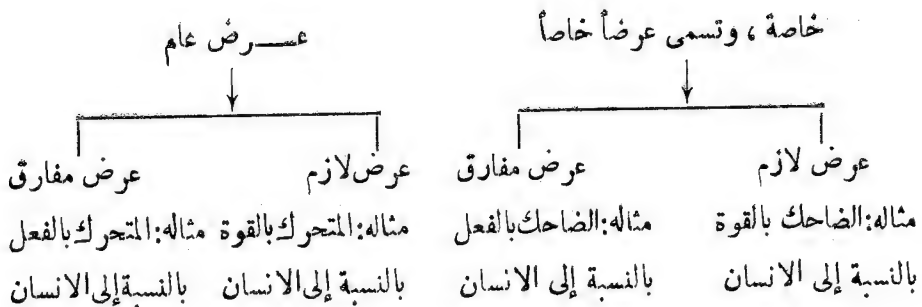 خاصة ، وتسمى عرضاً خاصاً
عـــرض عام
عرض لازم
عرض مفارق
عرض لازم
عرض مفارق
مثاله: الضاحك بالقوة
مثاله: الضاحك بالفعل
مثاله: المتحرك بالقوة
مثاله: المتحرك بالفعل
بالنسبة إلى الانسان
بالنسبة إلى الانسان
بالنسبة إلى الانسان
بالنسبة إلى الانسان